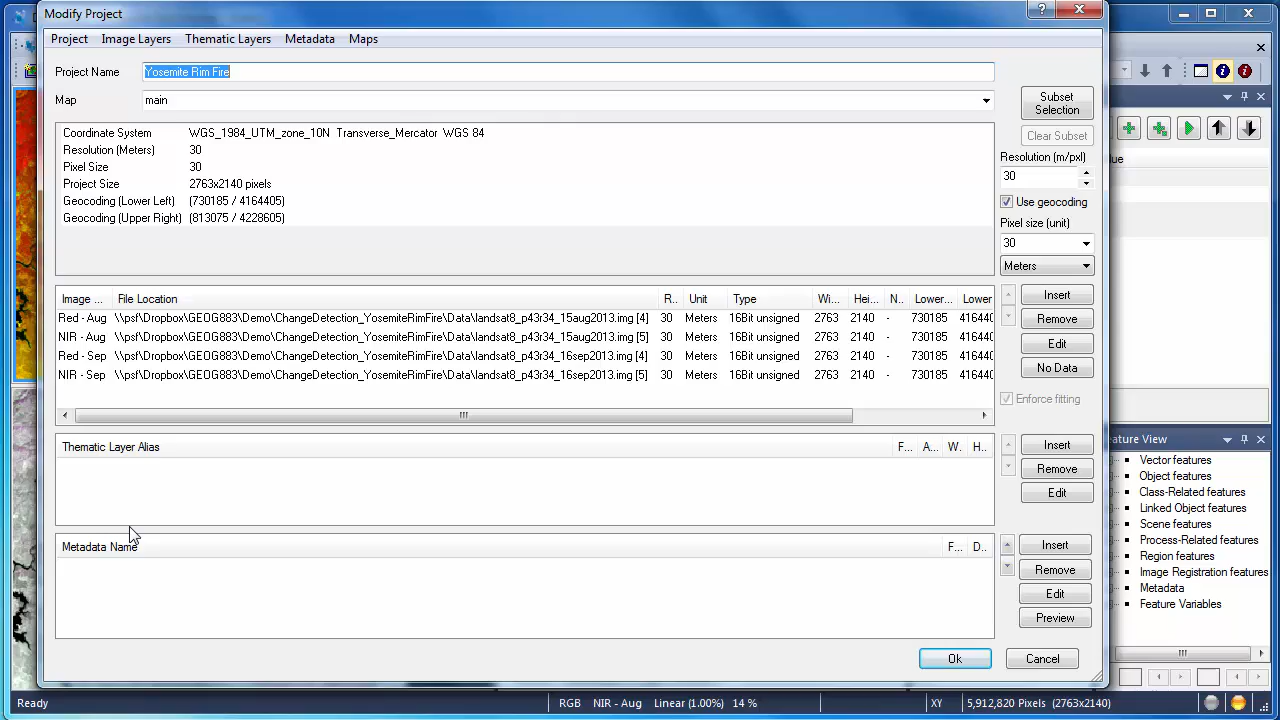 Modify Project
Project Image Layers Thematic Layers Metadata Maps
Project Name Yosemite Rim Fire
Map main
Subset Selection
Clear Subset
Coordinate System WGS_1984_UTM_zone_10N Transverse_Mercator WGS 84
Resolution (Meters) 30
Pixel Size 30
Project Size 2763x2140 pixels
Geocoding (Lower Left) (730185 / 4164405)
Geocoding (Upper Right) (813075 / 4228605)
Resolution (m/pxl)
30
Use geocoding
Pixel size (unit)
30
Meters
Image ... File Location R.. Unit Type Wi... Hei... N.. Lower... Lower
Red - Aug \\psf\Dropbox\GEOG883\Demo\ChangeDetection_YosemiteRimFire\Data\landsat8_p43r34_15aug2013.img [4] 30 Meters 16Bit unsigned 2763 2140 - 730185 416440
NIR - Aug \\psf\Dropbox\GEOG883\Demo\ChangeDetection_YosemiteRimFire\Data\landsat8_p43r34_15aug2013.img [5] 30 Meters 16Bit unsigned 2763 2140 - 730185 416440
Red - Sep \\psf\Dropbox\GEOG883\Demo\ChangeDetection_YosemiteRimFire\Data\landsat8_p43r34_16sep2013.img [4] 30 Meters 16Bit unsigned 2763 2140 - 730185 416440
NIR - Sep \\psf\Dropbox\GEOG883\Demo\ChangeDetection_YosemiteRimFire\Data\landsat8_p43r34_16sep2013.img [5] 30 Meters 16Bit unsigned 2763 2140 - 730185 416440
Insert
Remove
Edit
No Data
Enforce fitting
Thematic Layer Alias F... A... W. H..
Insert
Remove
Edit
Metadata Name F... D..
Insert
Remove
Edit
Preview
Ok Cancel
ue
eature View
Vector features
Object features
Class-Related features
Linked Object features
Scene features
Process-Related features
Region features
Image Registration features
Metadata
Feature Variables
Ready RGB NIR - Aug Linear (1.00%) 14 % XY 5,912,820 Pixels (2763x2140)